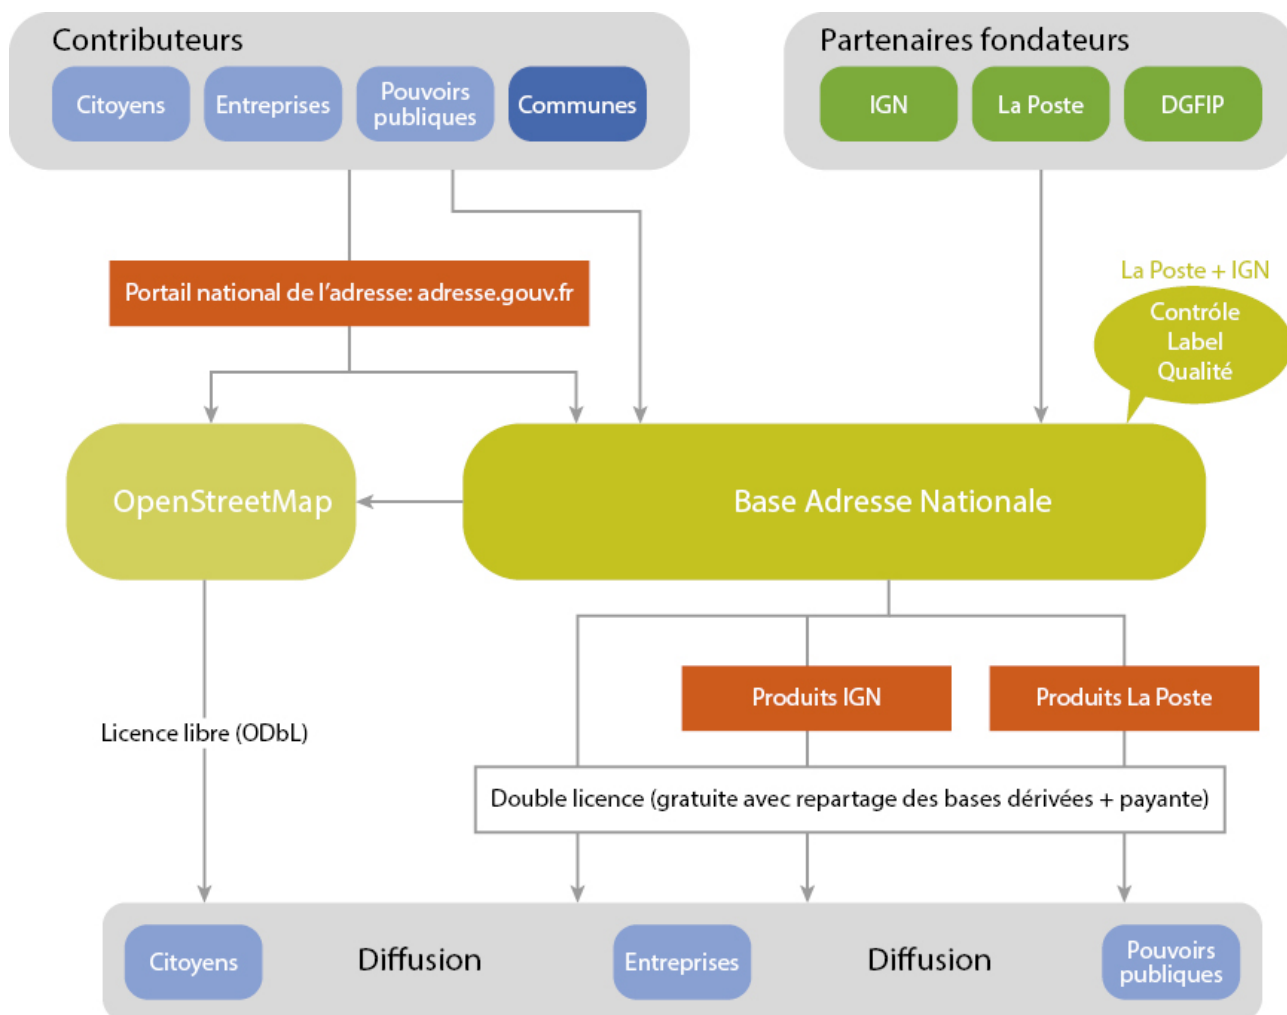 Contributeurs
Citoyens
Entreprises
Pouvoirs
publiques
Communes
Partenaires fondateurs
IGN
La Poste
DGFIP
Portail national de l'adresse: adresse.gouv.fr
La Poste + IGN
Contrôle
Label
Qualité
OpenStreetMap
Base Adresse Nationale
Produits IGN
Produits La Poste
Licence libre (ODbL)
Double licence (gratuite avec repartage des bases dérivées + payante)
Citoyens
Diffusion
Entreprises
Diffusion
Pouvoirs
publiques